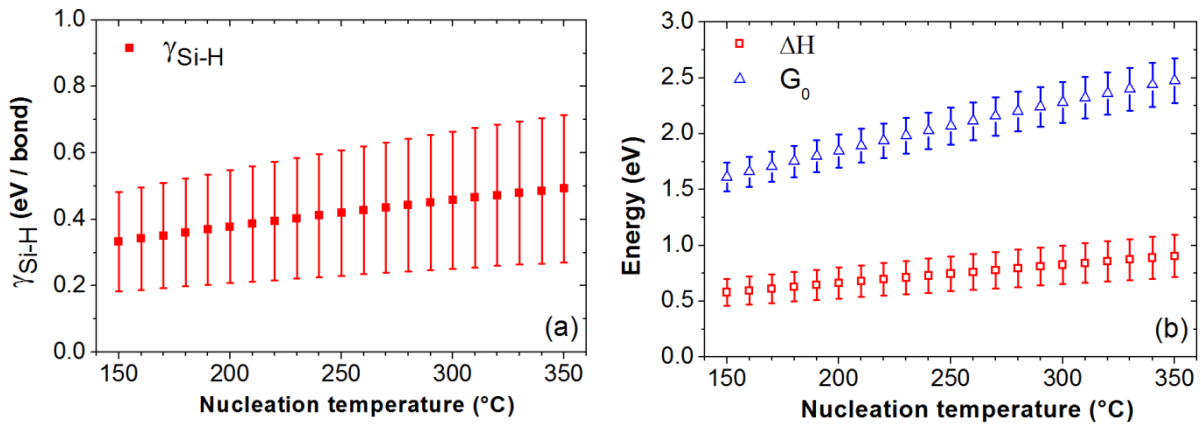 1.0
0.8
0.6
0.4
0.2
0.0
γSi-H (eV / bond)
γSi-H
(a)
150 200 250 300 350
Nucleation temperature (°C)
3.0
2.5
2.0
1.5
1.0
0.5
0.0
Energy (eV)
ΔH
G0
(b)
150 200 250 300 350
Nucleation temperature (°C)